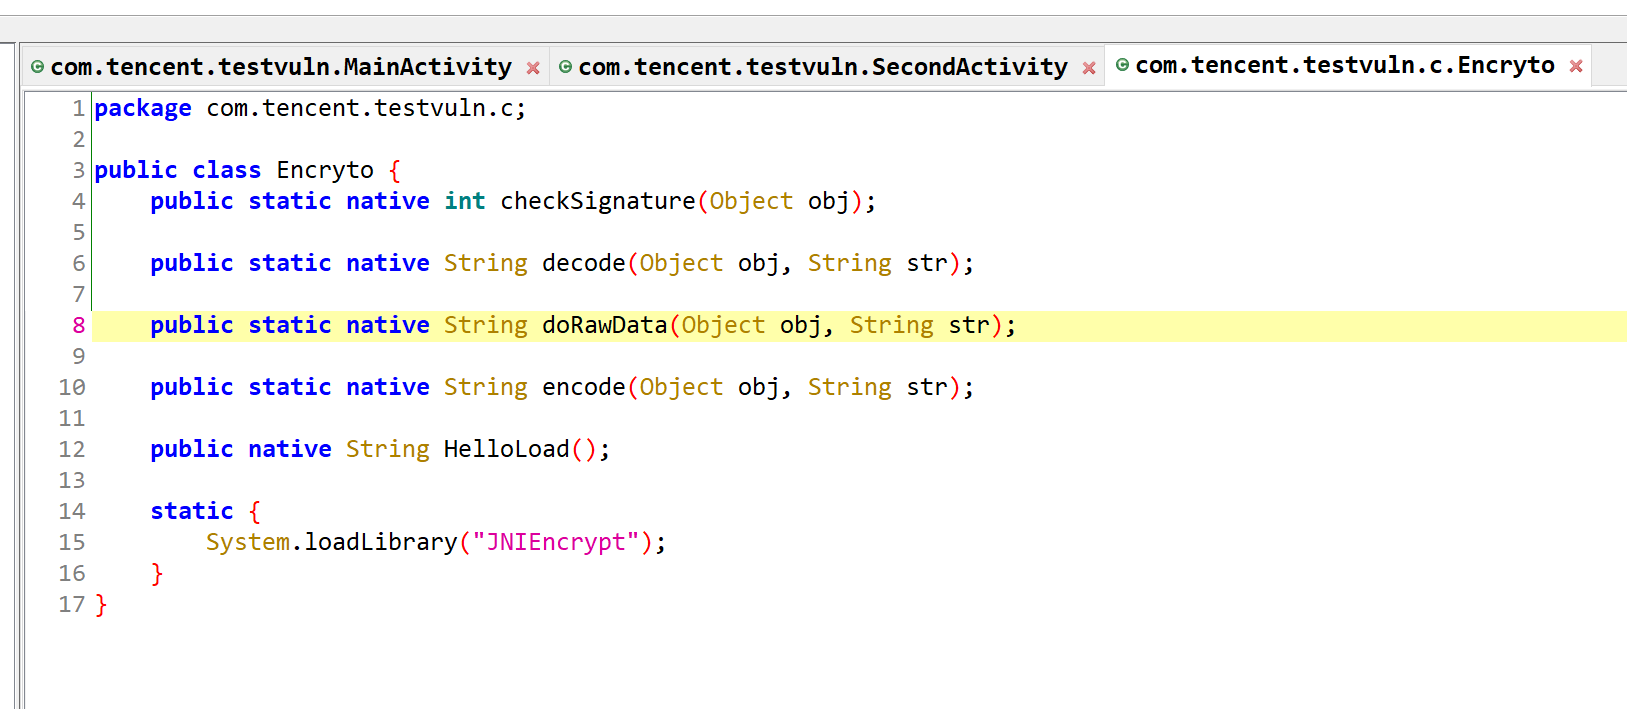 com.tencent.testvuln.MainActivity com.tencent.testvuln.SecondActivity com.tencent.testvuln.c.Encryto
1 package com.tencent.testvuln.c;
2
3 public class Encryto {
4     public static native int checkSignature(Object obj);
5
6     public static native String decode(Object obj, String str);
7
8     public static native String doRawData(Object obj, String str);
9
10     public static native String encode(Object obj, String str);
11
12     public native String HelloLoad();
13
14     static {
15         System.loadLibrary("JNIEncrypt");
16     }
17 }